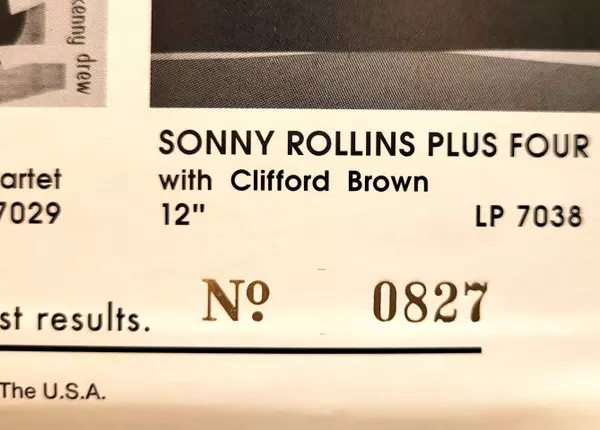 kenny drew
SONNY ROLLINS PLUS FOUR
artet with Clifford Brown
7029 12" LP 7038
st results. Nº 0827
The U.S.A.